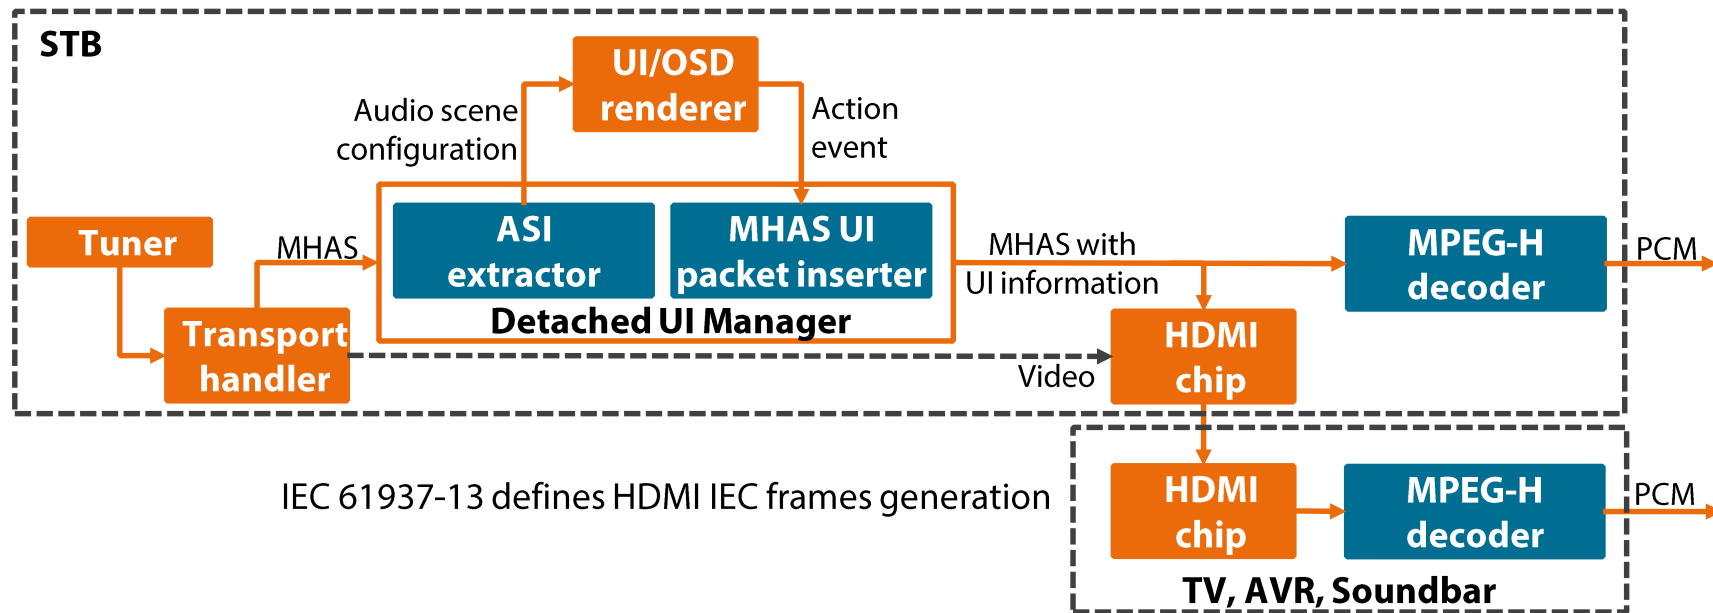 STB
UI/OSD
renderer
Audio scene
configuration
Action
event
Tuner
MHAS
ASI
extractor
MHAS UI
packet inserter
Detached UI Manager
MHAS with
UI information
MPEG-H
decoder
PCM
Transport
handler
Video
HDMI
chip
IEC 61937-13 defines HDMI IEC frames generation
HDMI
chip
MPEG-H
decoder
PCM
TV, AVR, Soundbar